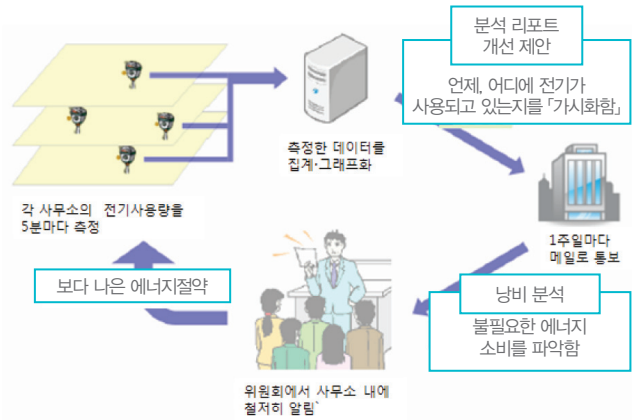 분석 리포트
개선 제안
언제, 어디에 전기가
사용되고 있는지를 「가시화함」
측정한 데이터를
집계·그래프화
각 사무소의 전기사용량을
5분마다 측정
1주일마다
메일로 통보
보다 나은 에너지절약
낭비 분석
불필요한 에너지
소비를 파악함
위원회에서 사무소 내에
철저히 알림`